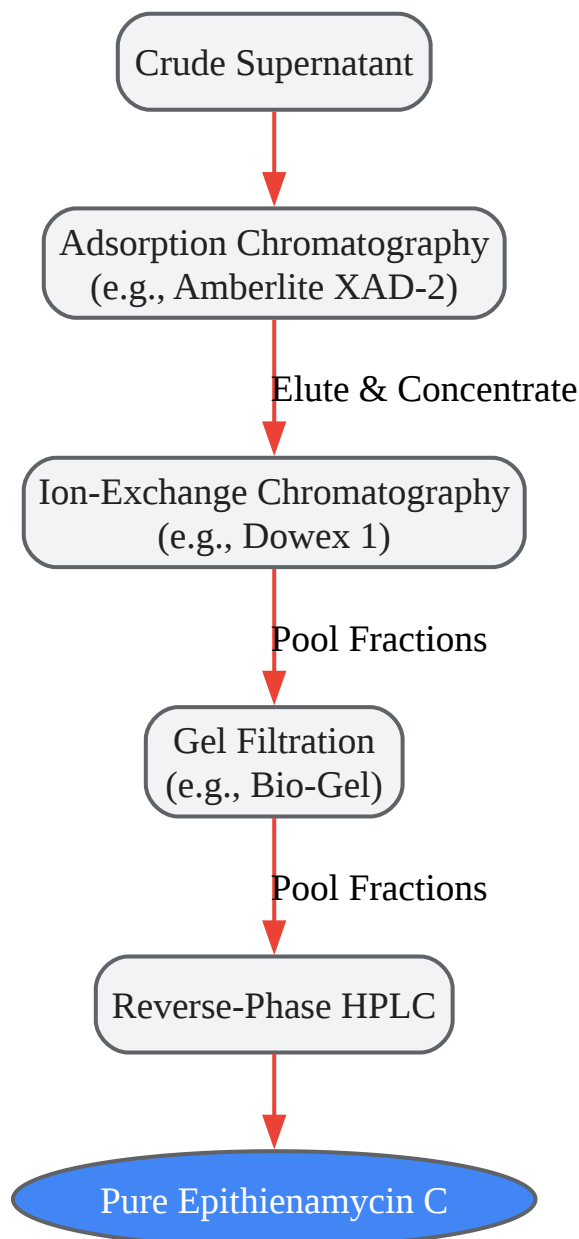 Crude Supernatant
Adsorption Chromatography
(e.g., Amberlite XAD-2)
Elute & Concentrate
Ion-Exchange Chromatography
(e.g., Dowex 1)
Pool Fractions
Gel Filtration
(e.g., Bio-Gel)
Pool Fractions
Reverse-Phase HPLC
Pure Epithienamycin C